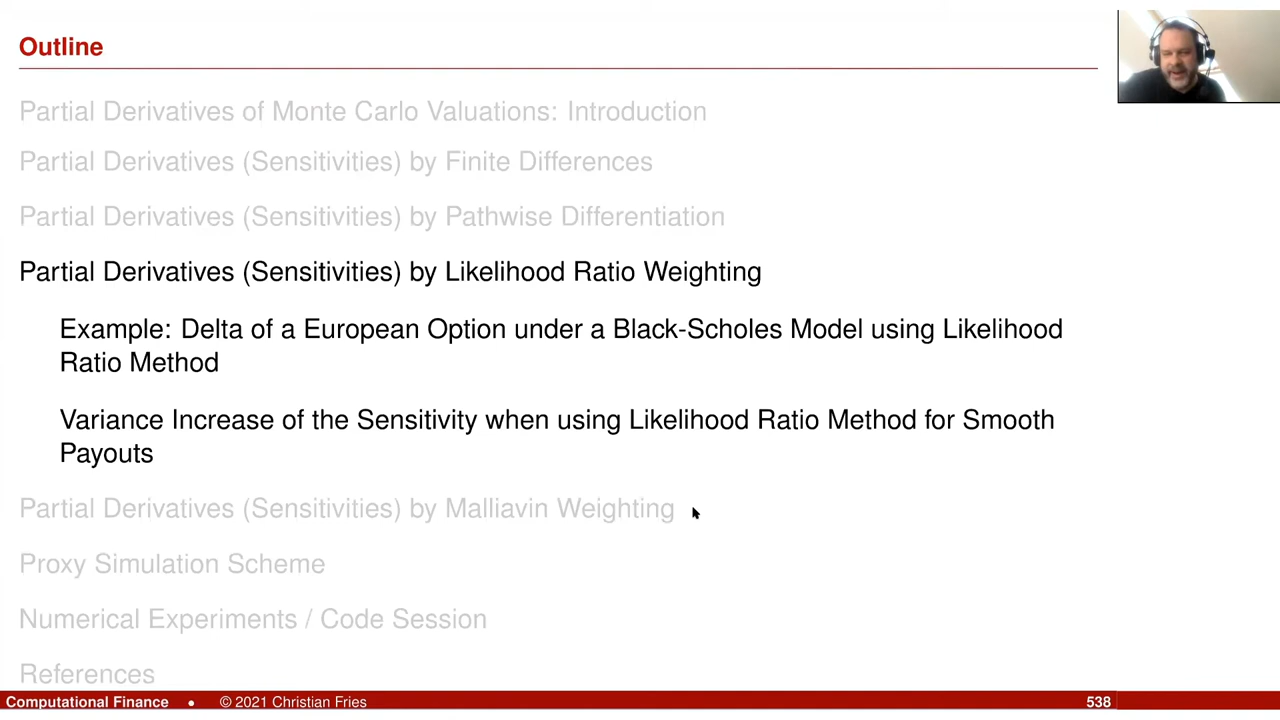 Outline
Partial Derivatives of Monte Carlo Valuations: Introduction
Partial Derivatives (Sensitivities) by Finite Differences
Partial Derivatives (Sensitivities) by Pathwise Differentiation
Partial Derivatives (Sensitivities) by Likelihood Ratio Weighting
Example: Delta of a European Option under a Black-Scholes Model using Likelihood
Ratio Method
Variance Increase of the Sensitivity when using Likelihood Ratio Method for Smooth
Payouts
Partial Derivatives (Sensitivities) by Malliavin Weighting
Proxy Simulation Scheme
Numerical Experiments / Code Session
References
Computational Finance • © 2021 Christian Fries 538